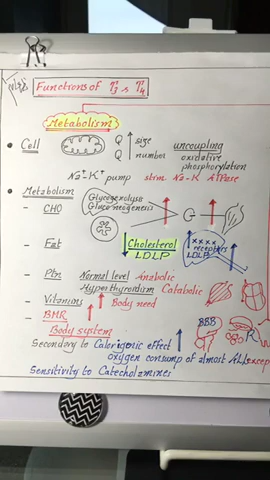 Functions of T3 & T4
Metabolism
• Cell
Q ↑ size
Q ↑ number
uncoupling
oxidative
phosphorylation
Na+-K+ pump stim Na-K ATPase
• Metabolism
- CHO
Glycogenolysis
Gluconeogenesis
↑ G ↑
- Fat
↓ Cholesterol
LDLP
↑ xxxx
receptors
LDLP
- Ptn Normal level Anabolic
Hyperthyroidism Catabolic
- Vitamins ↑ Body need
- BMR ↑
Body system
BBB
Secondary to Calorigenic effect ↑
oxygen consump of almost ALL except
Sensitivity to Catecholamines